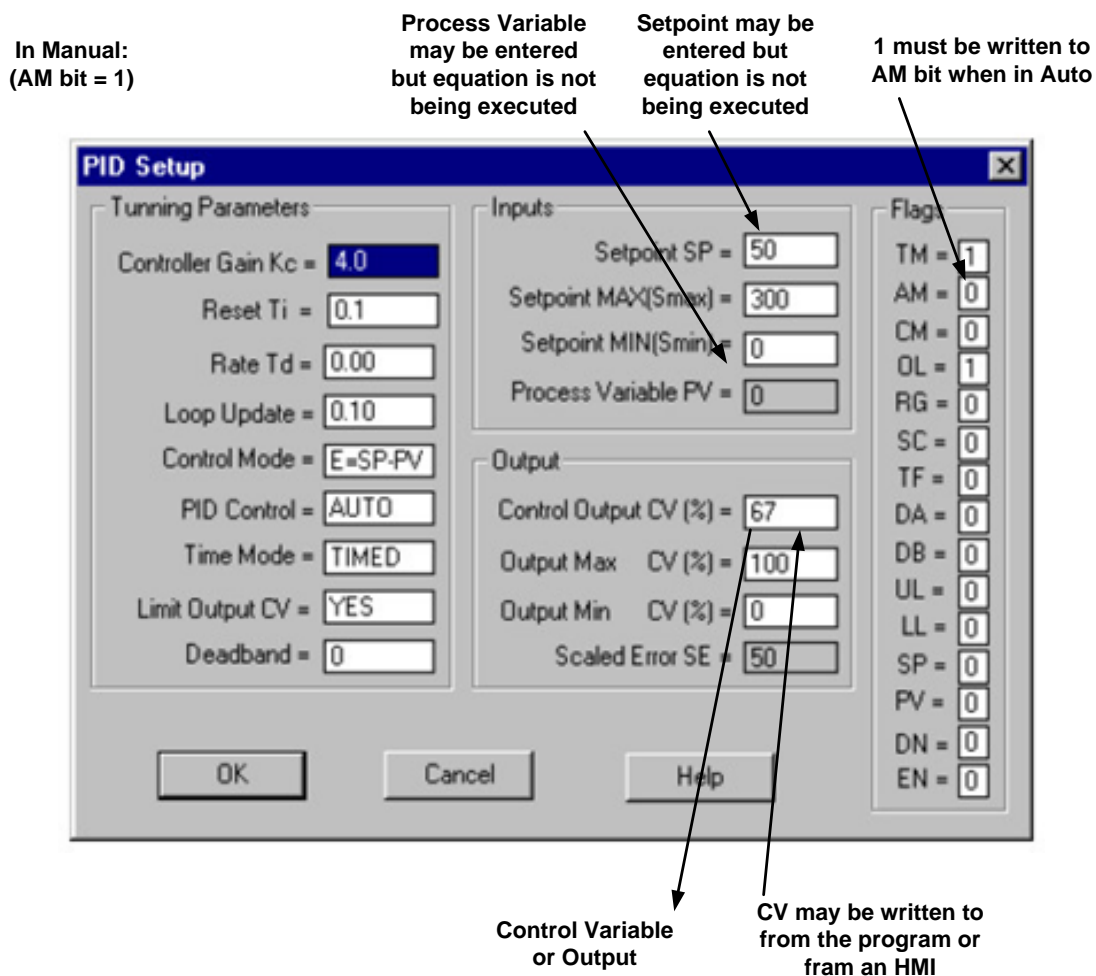 In Manual:
(AM bit = 1)
Process Variable
may be entered
but equation is not
being executed
Setpoint may be
entered but
equation is not
being executed
1 must be written to
AM bit when in Auto
PID Setup
Tunning Parameters
Controller Gain Kc = 4.0
Reset Ti = 0.1
Rate Td = 0.00
Loop Update = 0.10
Control Mode = E=SP-PV
PID Control = AUTO
Time Mode = TIMED
Limit Output CV = YES
Deadband = 0
Inputs
Setpoint SP = 50
Setpoint MAX(Smax) = 300
Setpoint MIN(Smin) = 0
Process Variable PV = 0
Output
Control Output CV (%) = 67
Output Max CV (%) = 100
Output Min CV (%) = 0
Scaled Error SE = 50
Flags
TM = 1
AM = 0
CM = 0
OL = 1
RG = 0
SC = 0
TF = 0
DA = 0
DB = 0
UL = 0
LL = 0
SP = 0
PV = 0
DN = 0
EN = 0
OK
Cancel
Help
Control Variable
or Output
CV may be written to
from the program or
fram an HMI